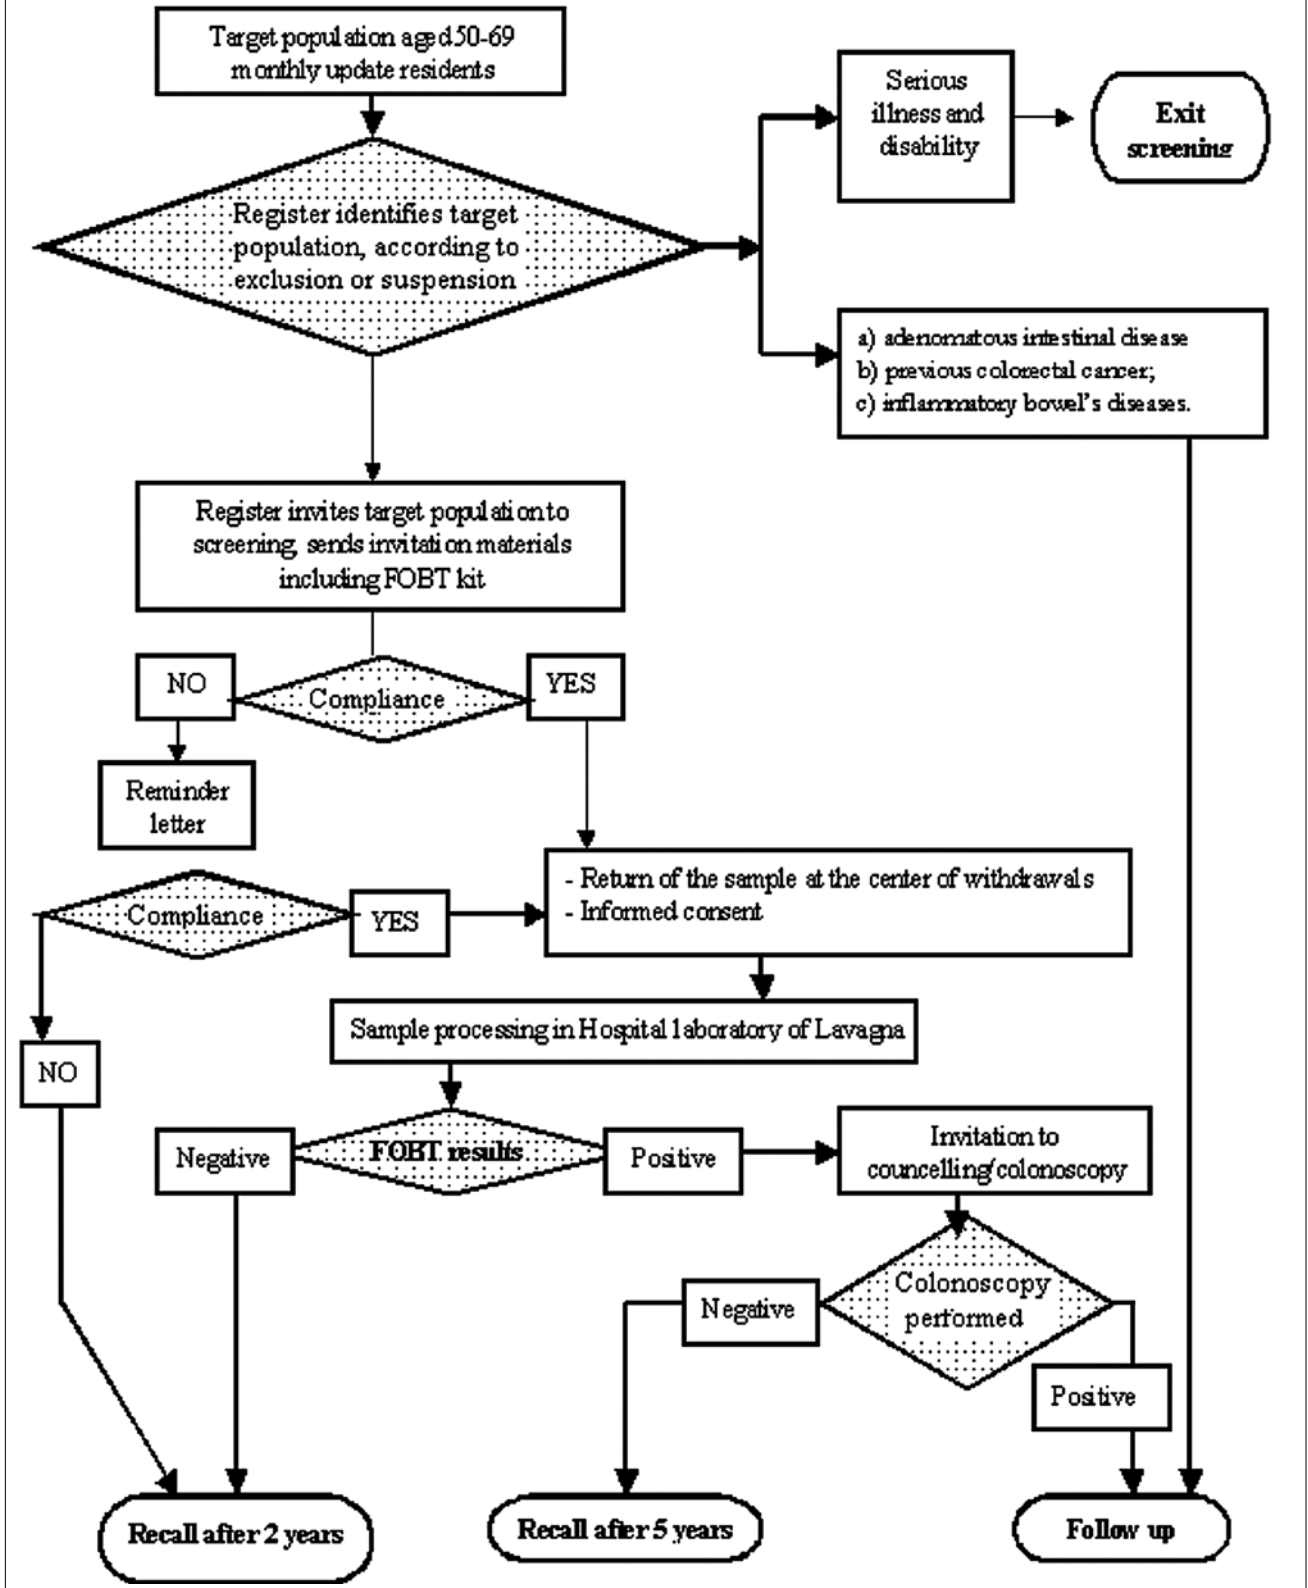 Target population aged 50-69
monthly update residents
Serious
illness and
disability
Exit
screening
Register identifies target
population, according to
exclusion or suspension
a) adenomatous intestinal disease
b) previous colorectal cancer;
c) inflammatory bowel's diseases.
Register invites target population to
screening, sends invitation materials
including FOBT kit
NO
Compliance
YES
Reminder
letter
- Return of the sample at the center of withdrawals
- Informed consent
Compliance
YES
Sample processing in Hospital laboratory of Lavagna
NO
Negative
FOBT results
Positive
Invitation to
councelling/colonoscopy
Colonoscopy
performed
Negative
Positive
Recall after 2 years
Recall after 5 years
Follow up